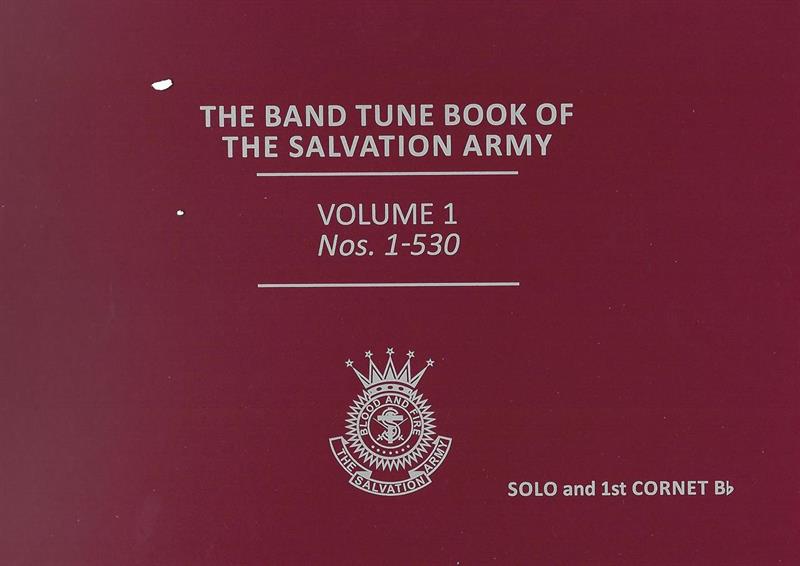 THE BAND TUNE BOOK OF
THE SALVATION ARMY
VOLUME 1
Nos. 1-530
BLOOD AND FIRE
THE SALVATION ARMY
SOLO and 1st CORNET B♭